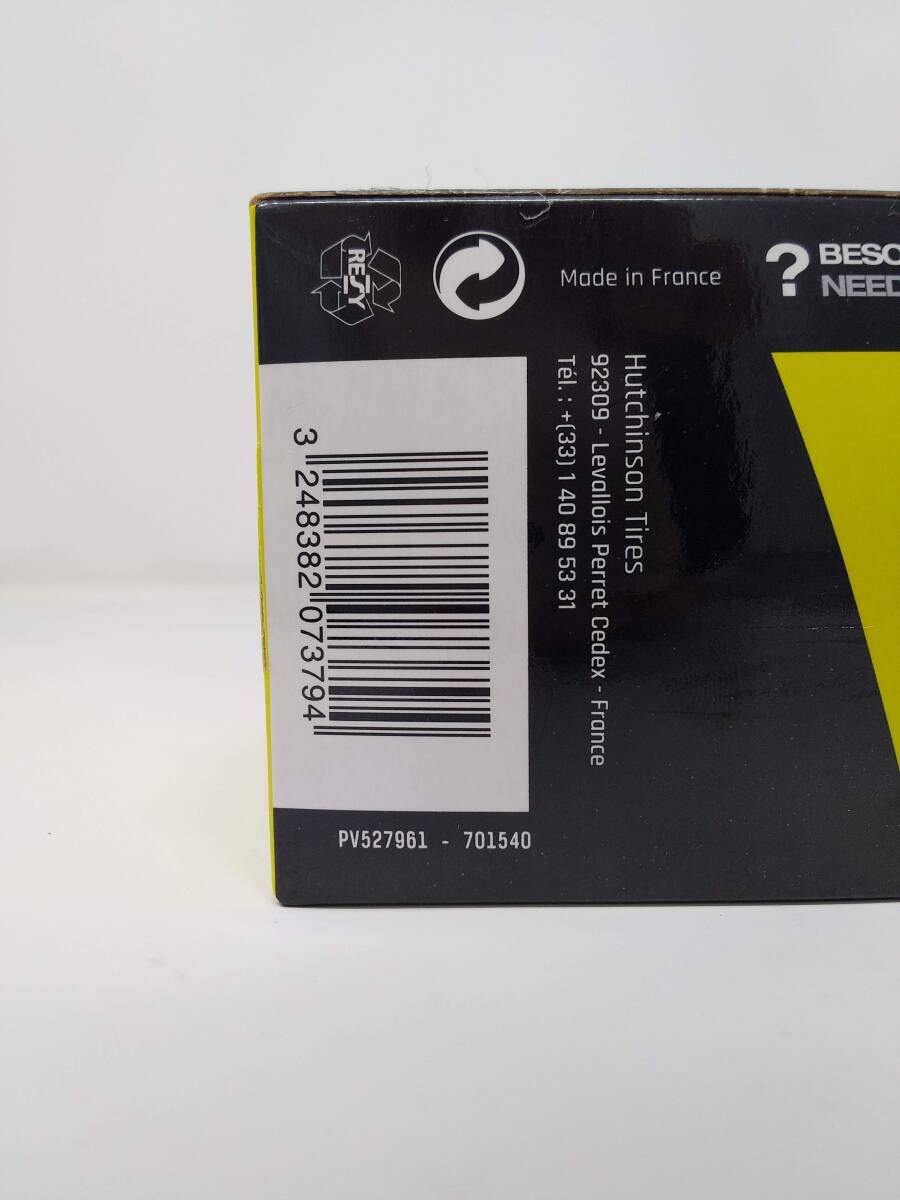 RESY
Made in France
?
BESO
NEED
Hutchinson Tires
92309 - Levallois Perret Cedex - France
Tél.: +(33) 1 40 89 53 31
3 248382 073794
PV527961 - 701540